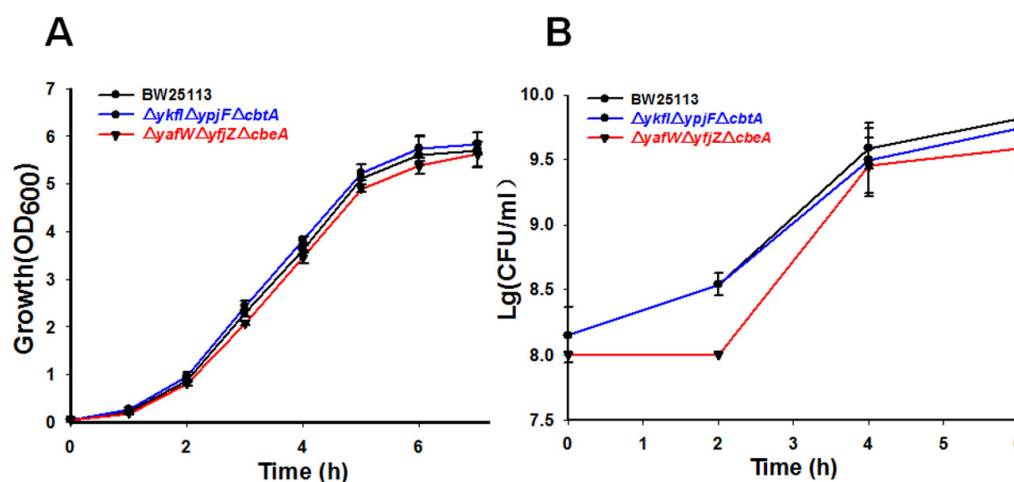 A
BW25113
ΔykflΔypjFΔcbtA
ΔyafWΔyfjZΔcbeA
Growth(OD600)
7
6
5
4
3
2
1
0
0 2 4 6
Time (h)
B
BW25113
ΔykflΔypjFΔcbtA
ΔyafWΔyfjZΔcbeA
Lg(CFU/ml)
10.0
9.5
9.0
8.5
8.0
7.5
0 1 2 3 4 5
Time (h)